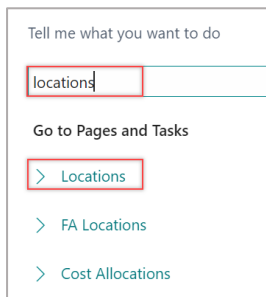 Tell me what you want to do
locations
Go to Pages and Tasks
Locations
FA Locations
Cost Allocations